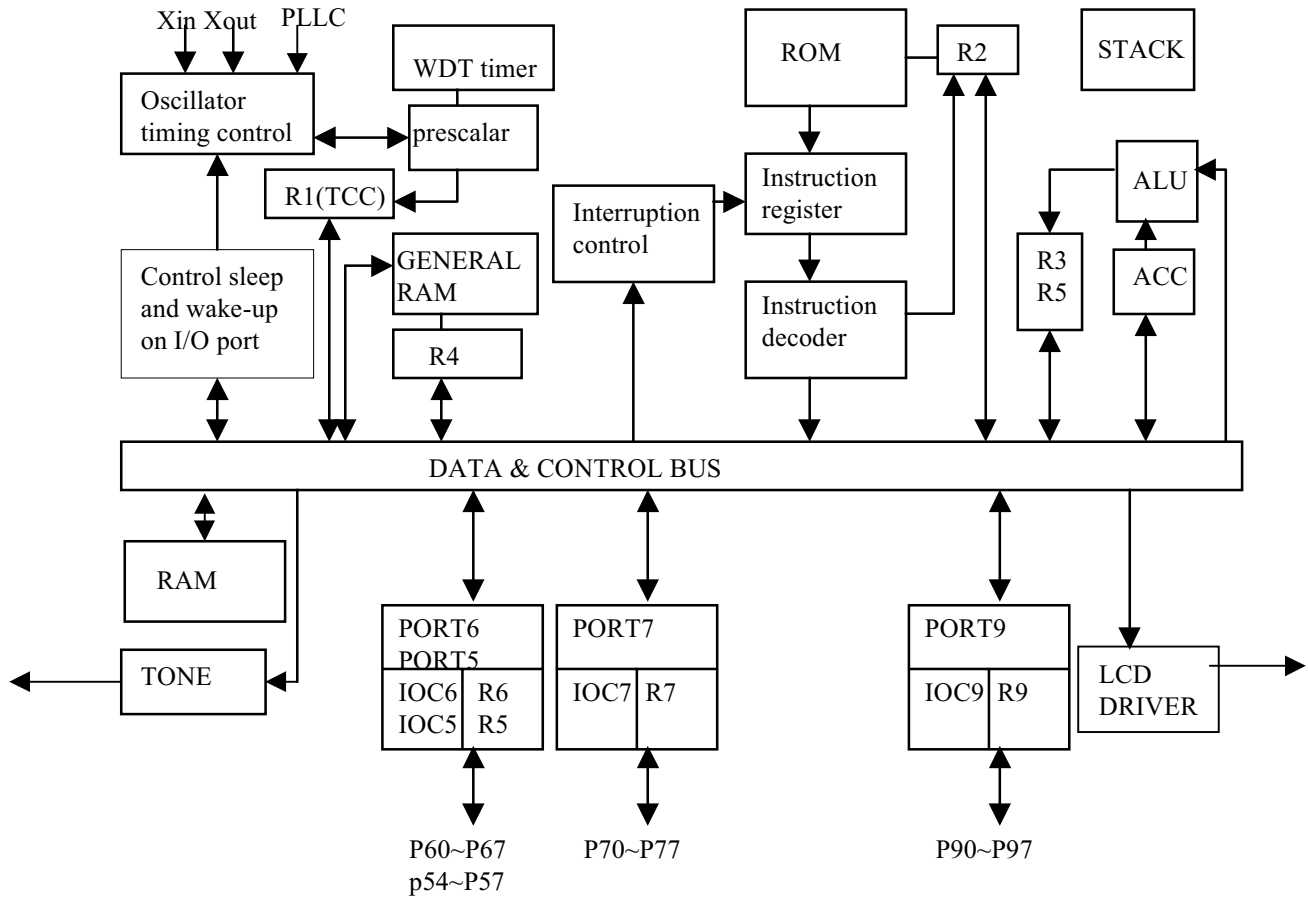 Xin Xout
PLLC
Oscillator
timing control
WDT timer
prescalar
R1(TCC)
Control sleep
and wake-up
on I/O port
GENERAL
RAM
R4
Interruption
control
ROM
R2
STACK
Instruction
register
Instruction
decoder
ALU
R3
R5
ACC
DATA & CONTROL BUS
RAM
TONE
PORT6
PORT5
IOC6
IOC5
R6
R5
P60~P67
p54~P57
PORT7
IOC7
R7
P70~P77
PORT9
IOC9
R9
P90~P97
LCD
DRIVER